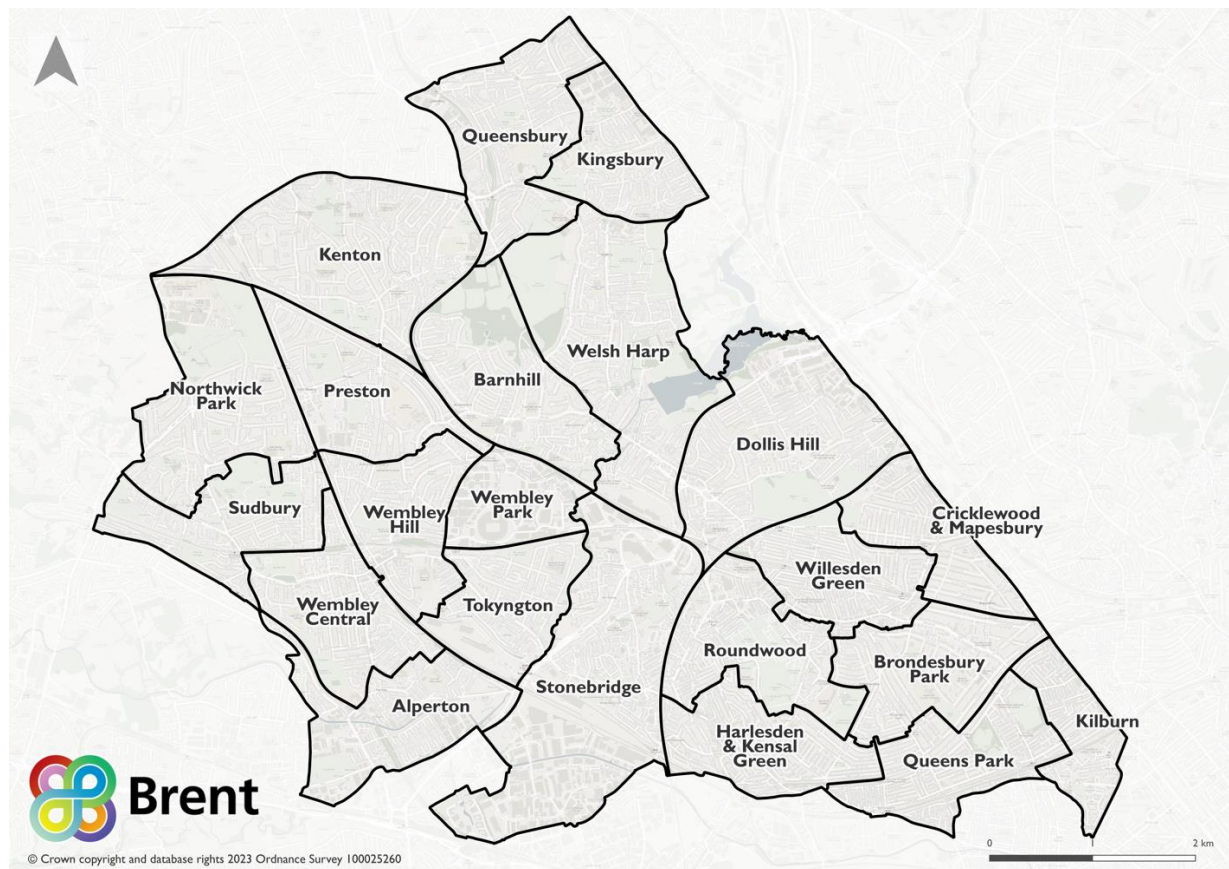 Queensbury
Kingsbury
Kenton
Welsh Harp
Barnhill
Northwick
Park
Preston
Dollis Hill
Sudbury
Wembley
Hill
Wembley
Park
Cricklewood
& Mapesbury
Willesden
Green
Wembley
Central
Tokyngton
Roundwood
Brondesbury
Park
Stonebridge
Alperton
Harlesden
& Kensal
Green
Queens Park
Kilburn
Brent
© Crown copyright and database rights 2023 Ordnance Survey 100025260
0 1 2 km